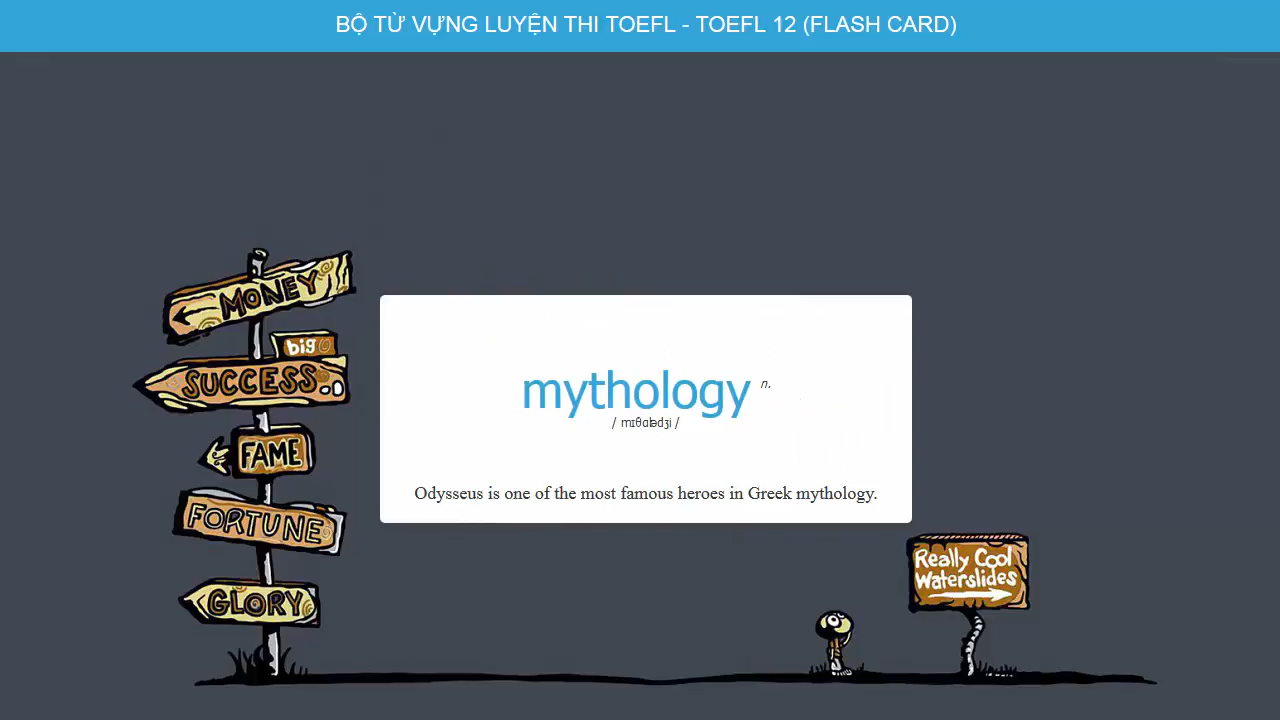 BỘ TỪ VỰNG LUYỆN THI TOEFL - TOEFL 12 (FLASH CARD)
MONEY
big
SUCCESS
FAME
FORTUNE
GLORY
mythology n.
/ mɪθɑlədʒi /
Odysseus is one of the most famous heroes in Greek mythology.
Really Cool
Waterslides